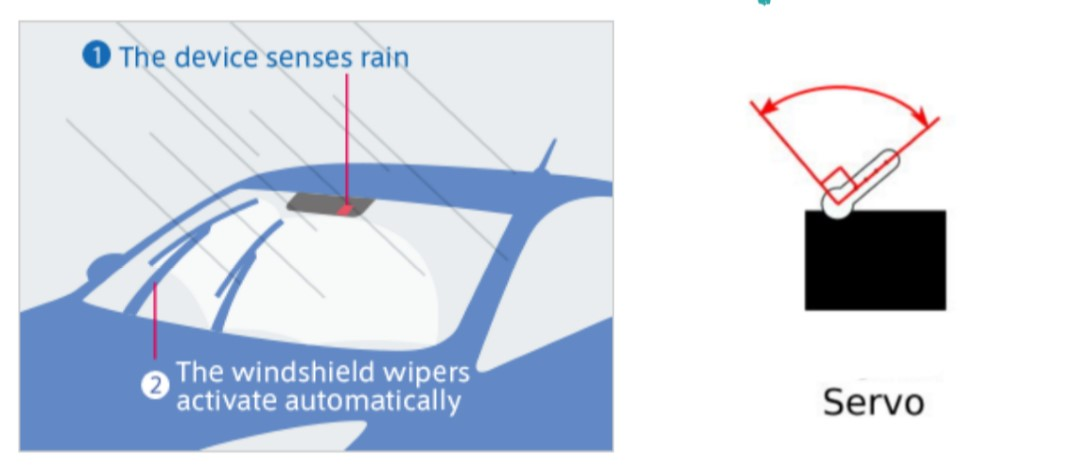 1 The device senses rain
2 The windshield wipers
activate automatically
Servo